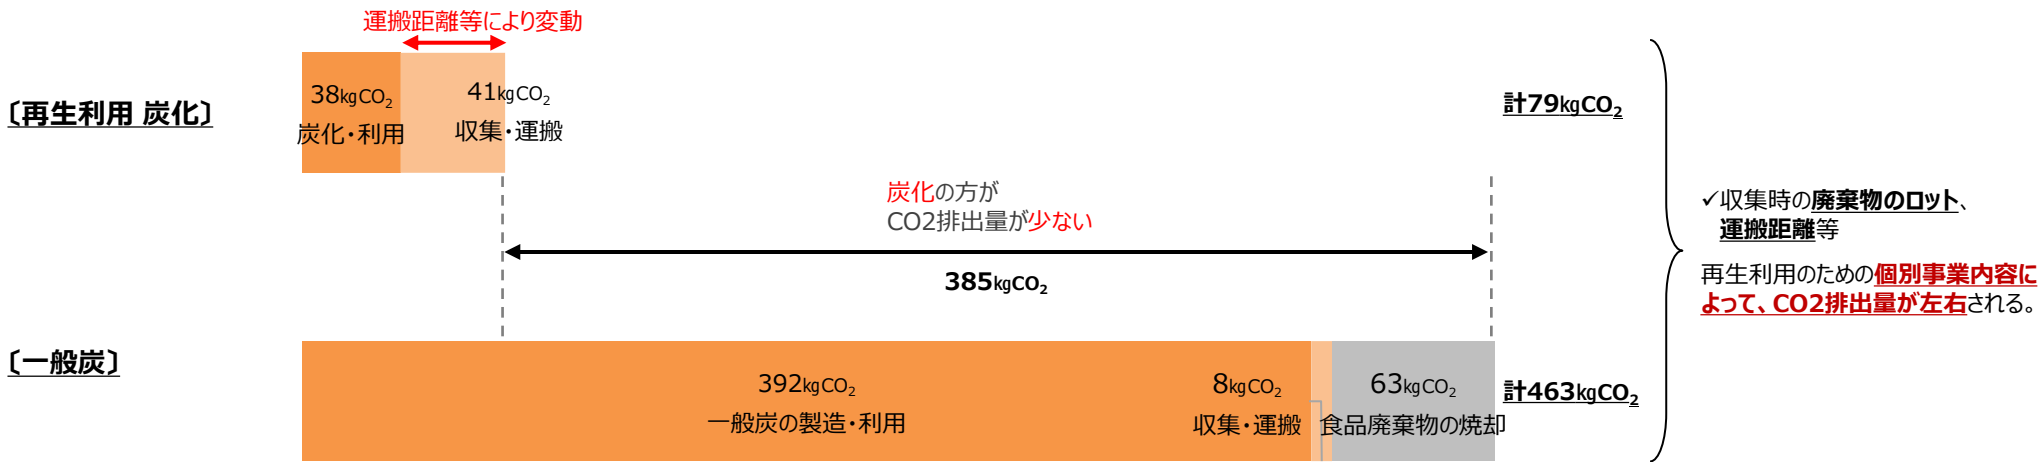 運搬距離等により変動
〔再生利用 炭化〕
38kgCO2
炭化・利用
41kgCO2
収集・運搬
計79kgCO2
炭化の方が
CO2排出量が少ない
385kgCO2
✓収集時の廃棄物のロット、
運搬距離等
再生利用のための個別事業内容に
よって、CO2排出量が左右される。
〔一般炭〕
392kgCO2
一般炭の製造・利用
8kgCO2
収集・運搬
63kgCO2
食品廃棄物の焼却
計463kgCO2